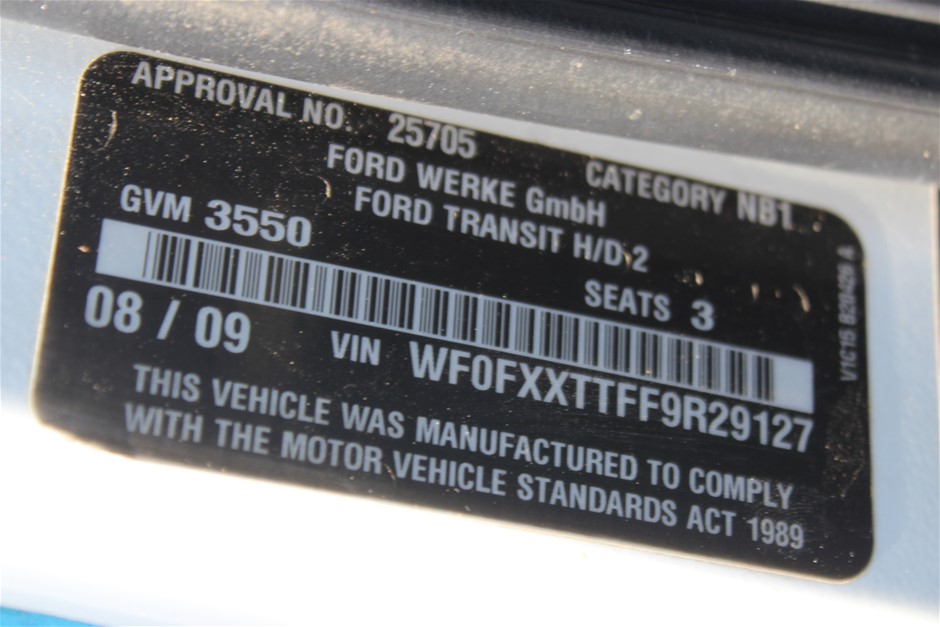 APPROVAL NO. 25705
CATEGORY NB1
FORD WERKE GmbH
GVM 3550
FORD TRANSIT H/D 2
SEATS 3
08 / 09
VIN WF0FXXTTFF9R29127
THIS VEHICLE WAS MANUFACTURED TO COMPLY
WITH THE MOTOR VEHICLE STANDARDS ACT 1989